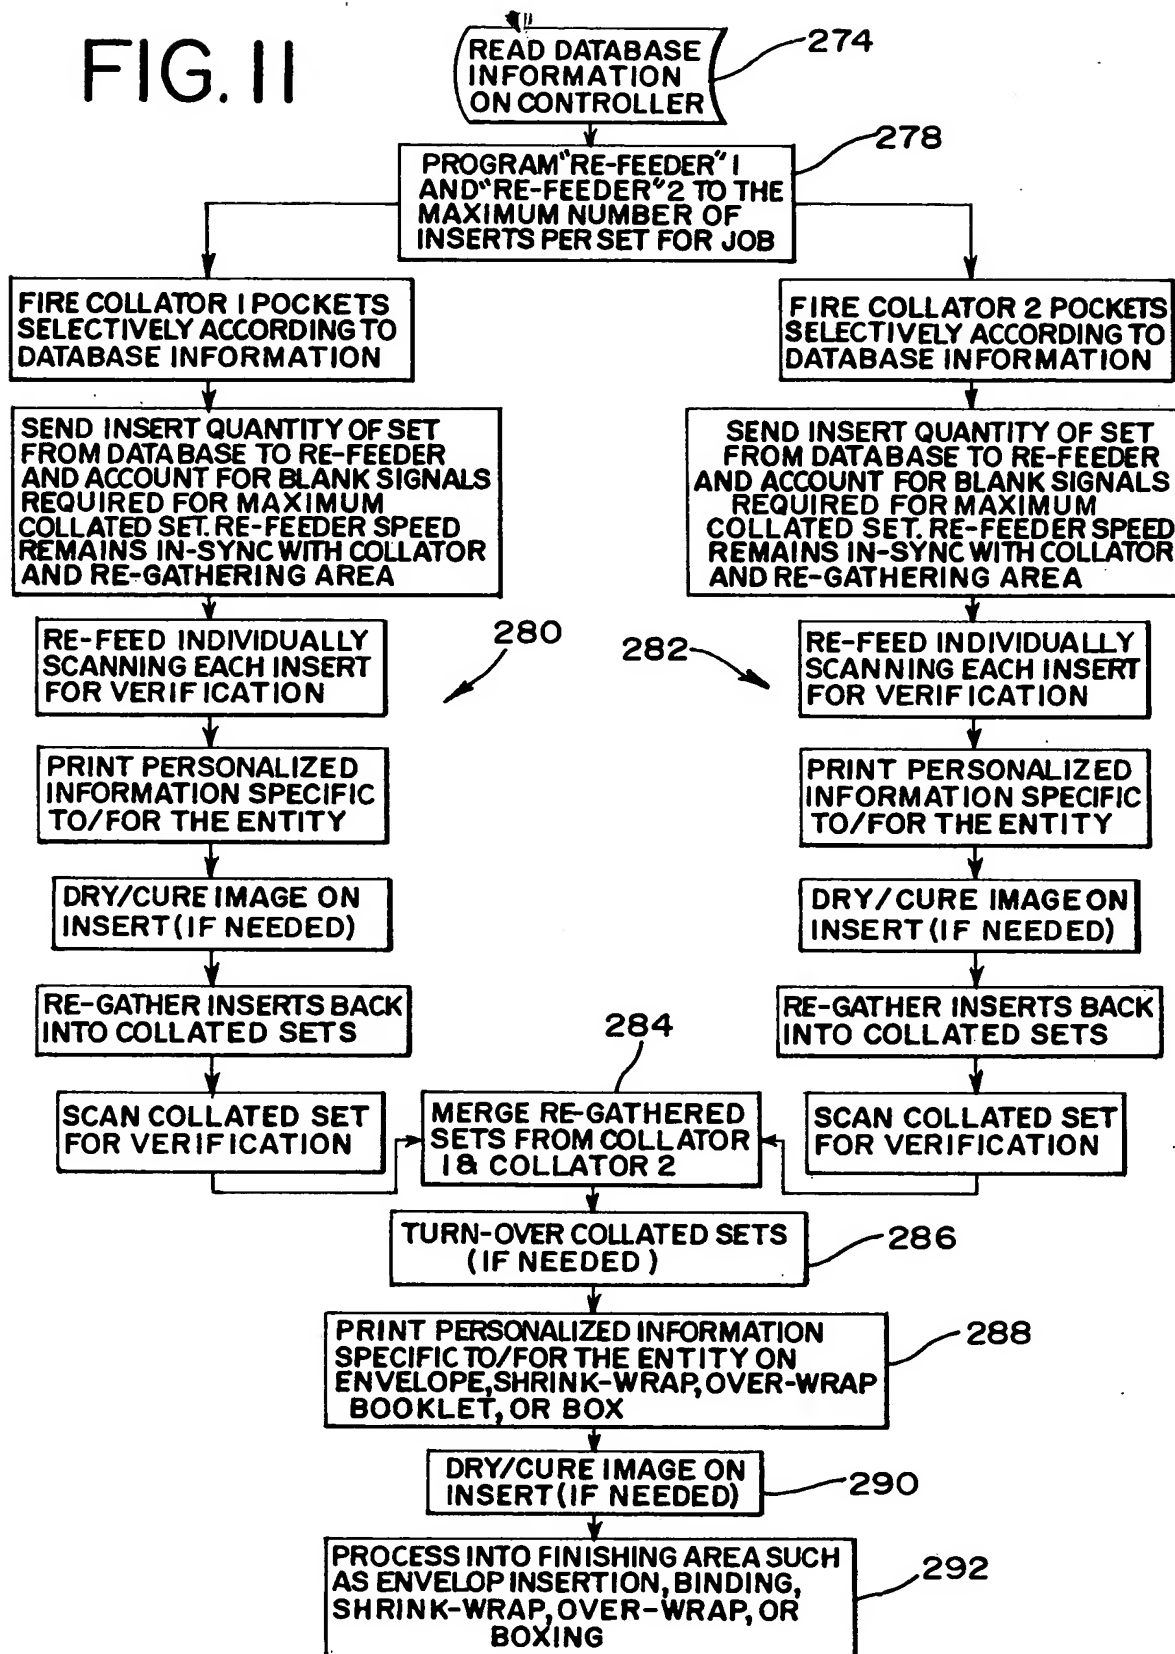 FIG. 11
READ DATABASE
INFORMATION
ON CONTROLLER
274
PROGRAM "RE-FEEDER" 1
AND "RE-FEEDER" 2 TO THE
MAXIMUM NUMBER OF
INSERTS PER SET FOR JOB
278
FIRE COLLATOR 1 POCKETS
SELECTIVELY ACCORDING TO
DATABASE INFORMATION
SEND INSERT QUANTITY OF SET
FROM DATABASE TO RE-FEEDER
AND ACCOUNT FOR BLANK SIGNALS
REQUIRED FOR MAXIMUM
COLLATED SET. RE-FEEDER SPEED
REMAINS IN-SYNC WITH COLLATOR
AND RE-GATHERING AREA
RE-FEED INDIVIDUALLY
SCANNING EACH INSERT
FOR VERIFICATION
280
PRINT PERSONALIZED
INFORMATION SPECIFIC
TO/FOR THE ENTITY
DRY/CURE IMAGE ON
INSERT (IF NEEDED)
RE-GATHER INSERTS BACK
INTO COLLATED SETS
SCAN COLLATED SET
FOR VERIFICATION
FIRE COLLATOR 2 POCKETS
SELECTIVELY ACCORDING TO
DATABASE INFORMATION
SEND INSERT QUANTITY OF SET
FROM DATABASE TO RE-FEEDER
AND ACCOUNT FOR BLANK SIGNALS
REQUIRED FOR MAXIMUM
COLLATED SET. RE-FEEDER SPEED
REMAINS IN-SYNC WITH COLLATOR
AND RE-GATHERING AREA
282
RE-FEED INDIVIDUALLY
SCANNING EACH INSERT
FOR VERIFICATION
PRINT PERSONALIZED
INFORMATION SPECIFIC
TO/FOR THE ENTITY
DRY/CURE IMAGE ON
INSERT (IF NEEDED)
RE-GATHER INSERTS BACK
INTO COLLATED SETS
SCAN COLLATED SET
FOR VERIFICATION
284
MERGE RE-GATHERED
SETS FROM COLLATOR
1 & COLLATOR 2
TURN-OVER COLLATED SETS
(IF NEEDED)
286
PRINT PERSONALIZED INFORMATION
SPECIFIC TO/FOR THE ENTITY ON
ENVELOPE, SHRINK-WRAP, OVER-WRAP
BOOKLET, OR BOX
288
DRY/CURE IMAGE ON
INSERT (IF NEEDED)
290
PROCESS INTO FINISHING AREA SUCH
AS ENVELOP INSERTION, BINDING,
SHRINK-WRAP, OVER-WRAP, OR
BOXING
292